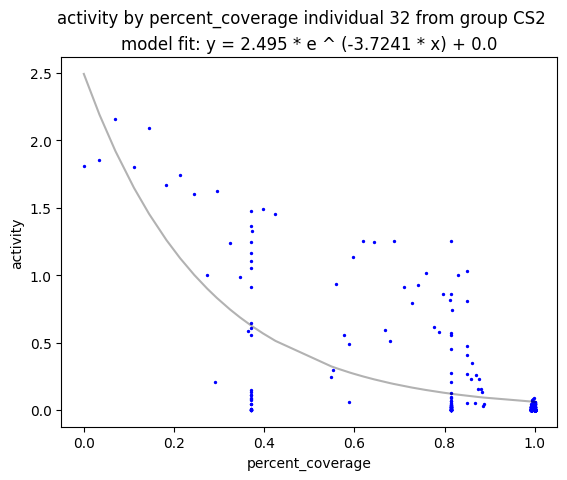 activity by percent_coverage individual 32 from group CS2
model fit: y = 2.495 * e ^ (-3.7241 * x) + 0.0
2.5
2.0
1.5
1.0
0.5
0.0
activity
0.0 0.2 0.4 0.6 0.8 1.0
percent_coverage